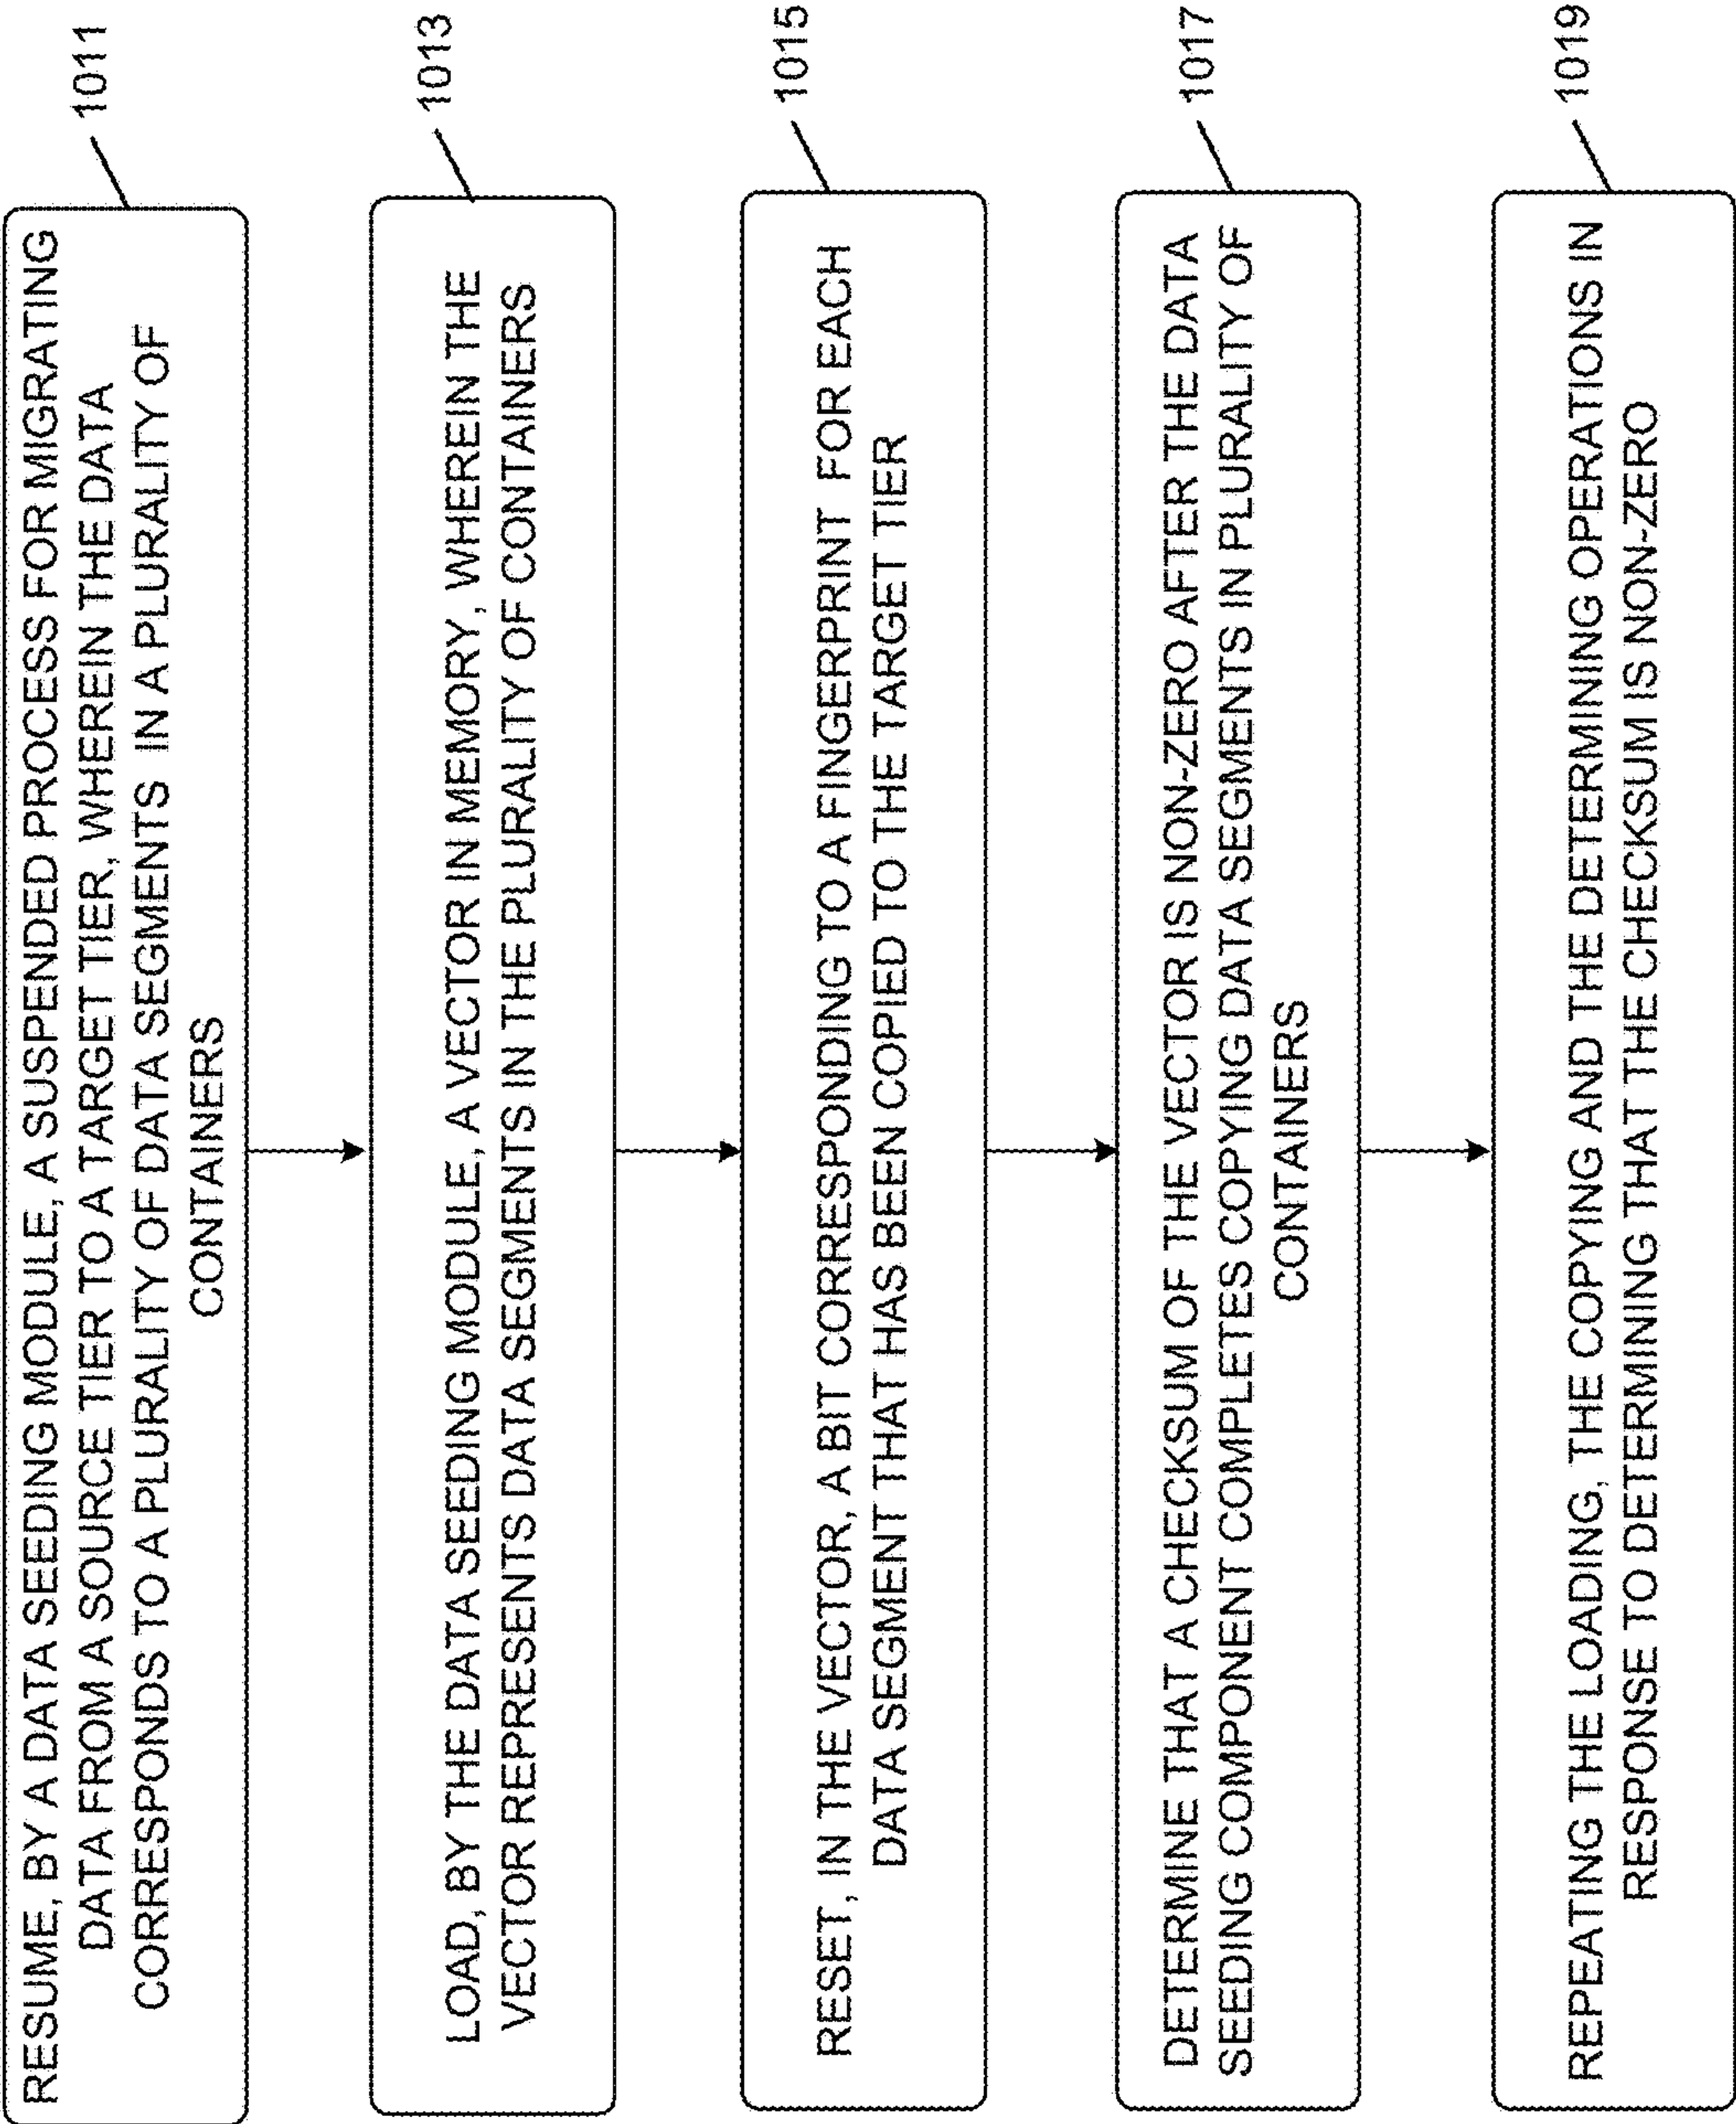 RESUME, BY A DATA SEEDING MODULE, A SUSPENDED PROCESS FOR MIGRATING
DATA FROM A SOURCE TIER TO A TARGET TIER, WHEREIN THE DATA
CORRESPONDS TO A PLURALITY OF DATA SEGMENTS IN A PLURALITY OF
CONTAINERS
1011
LOAD, BY THE DATA SEEDING MODULE, A VECTOR IN MEMORY, WHEREIN THE
VECTOR REPRESENTS DATA SEGMENTS IN THE PLURALITY OF CONTAINERS
1013
RESET, IN THE VECTOR, A BIT CORRESPONDING TO A FINGERPRINT FOR EACH
DATA SEGMENT THAT HAS BEEN COPIED TO THE TARGET TIER
1015
DETERMINE THAT A CHECKSUM OF THE VECTOR IS NON-ZERO AFTER THE DATA
SEEDING COMPONENT COMPLETES COPYING DATA SEGMENTS IN PLURALITY OF
CONTAINERS
1017
REPEATING THE LOADING, THE COPYING AND THE DETERMINING OPERATIONS IN
RESPONSE TO DETERMINING THAT THE CHECKSUM IS NON-ZERO
1019